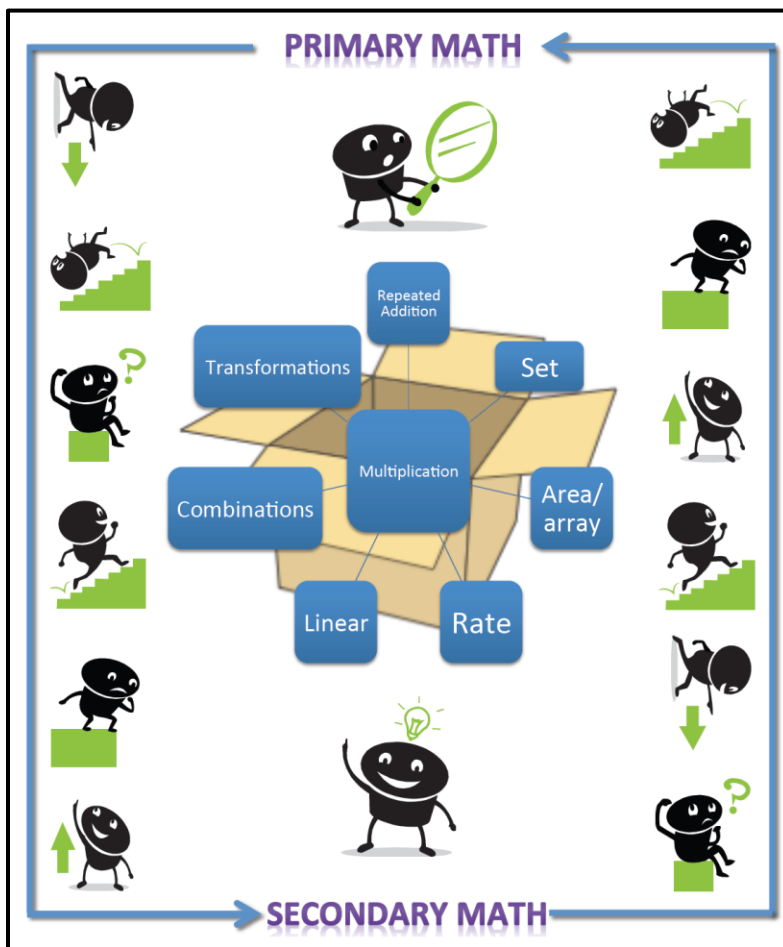 PRIMARY MATH
Repeated
Addition
Transformations
Set
Multiplication
Combinations
Area/
array
Linear
Rate
?
?
SECONDARY MATH